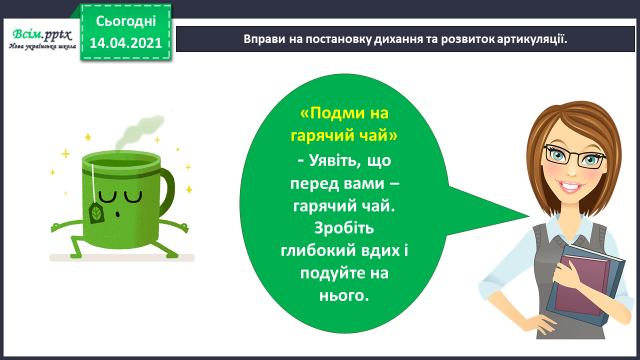 Всім.pptx
Нова українська школа
Сьогодні
14.04.2021
Вправи на постановку дихання та розвиток артикуляції.
«Подми на
гарячий чай»
- Уявіть, що
перед вами –
гарячий чай.
Зробіть
глибокий вдих і
подуйте на
нього.